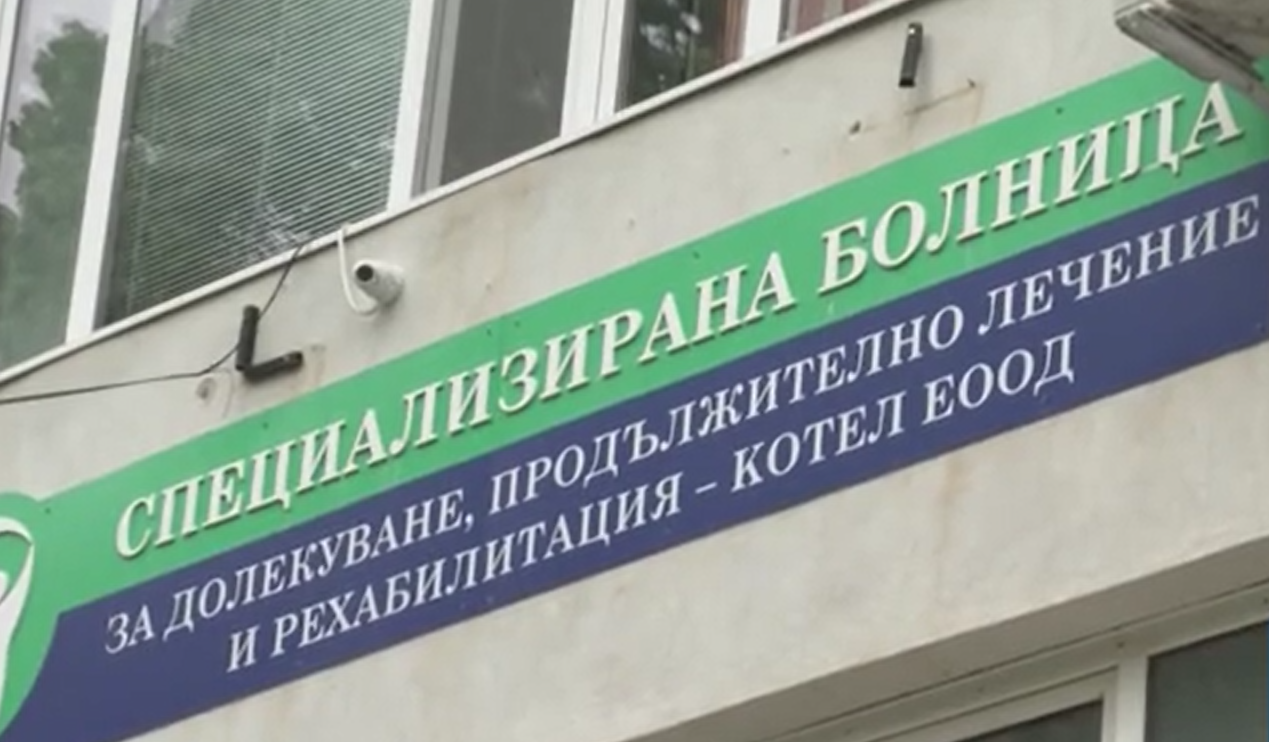 СПЕЦИАЛИЗИРАНА БОЛНИЦА
ЗА ДОЛЕКУВАНЕ, ПРОДЪЛЖИТЕЛНО ЛЕЧЕНИЕ
И РЕХАБИЛИТАЦИЯ – КОТЕЛ ЕООД